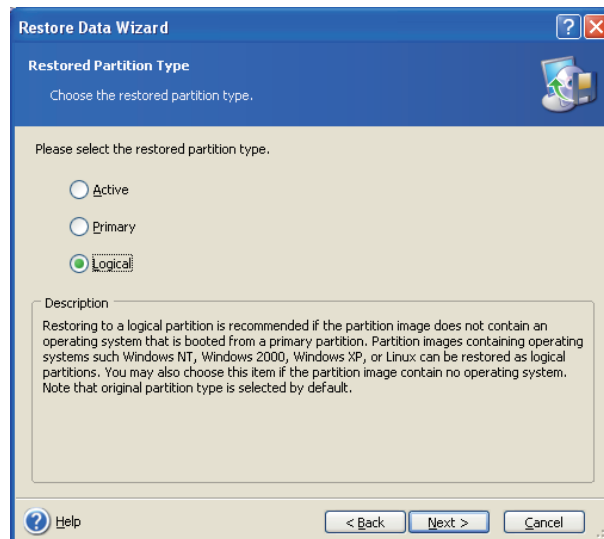 Restore Data Wizard
Restored Partition Type
Choose the restored partition type.
Please select the restored partition type.
Active
Primary
Logical
Description
Restoring to a logical partition is recommended if the partition image does not contain an
operating system that is booted from a primary partition. Partition images containing operating
systems such Windows NT, Windows 2000, Windows XP, or Linux can be restored as logical
partitions. You may also choose this item if the partition image contain no operating system.
Note that original partition type is selected by default.
Help
< Back
Next >
Cancel